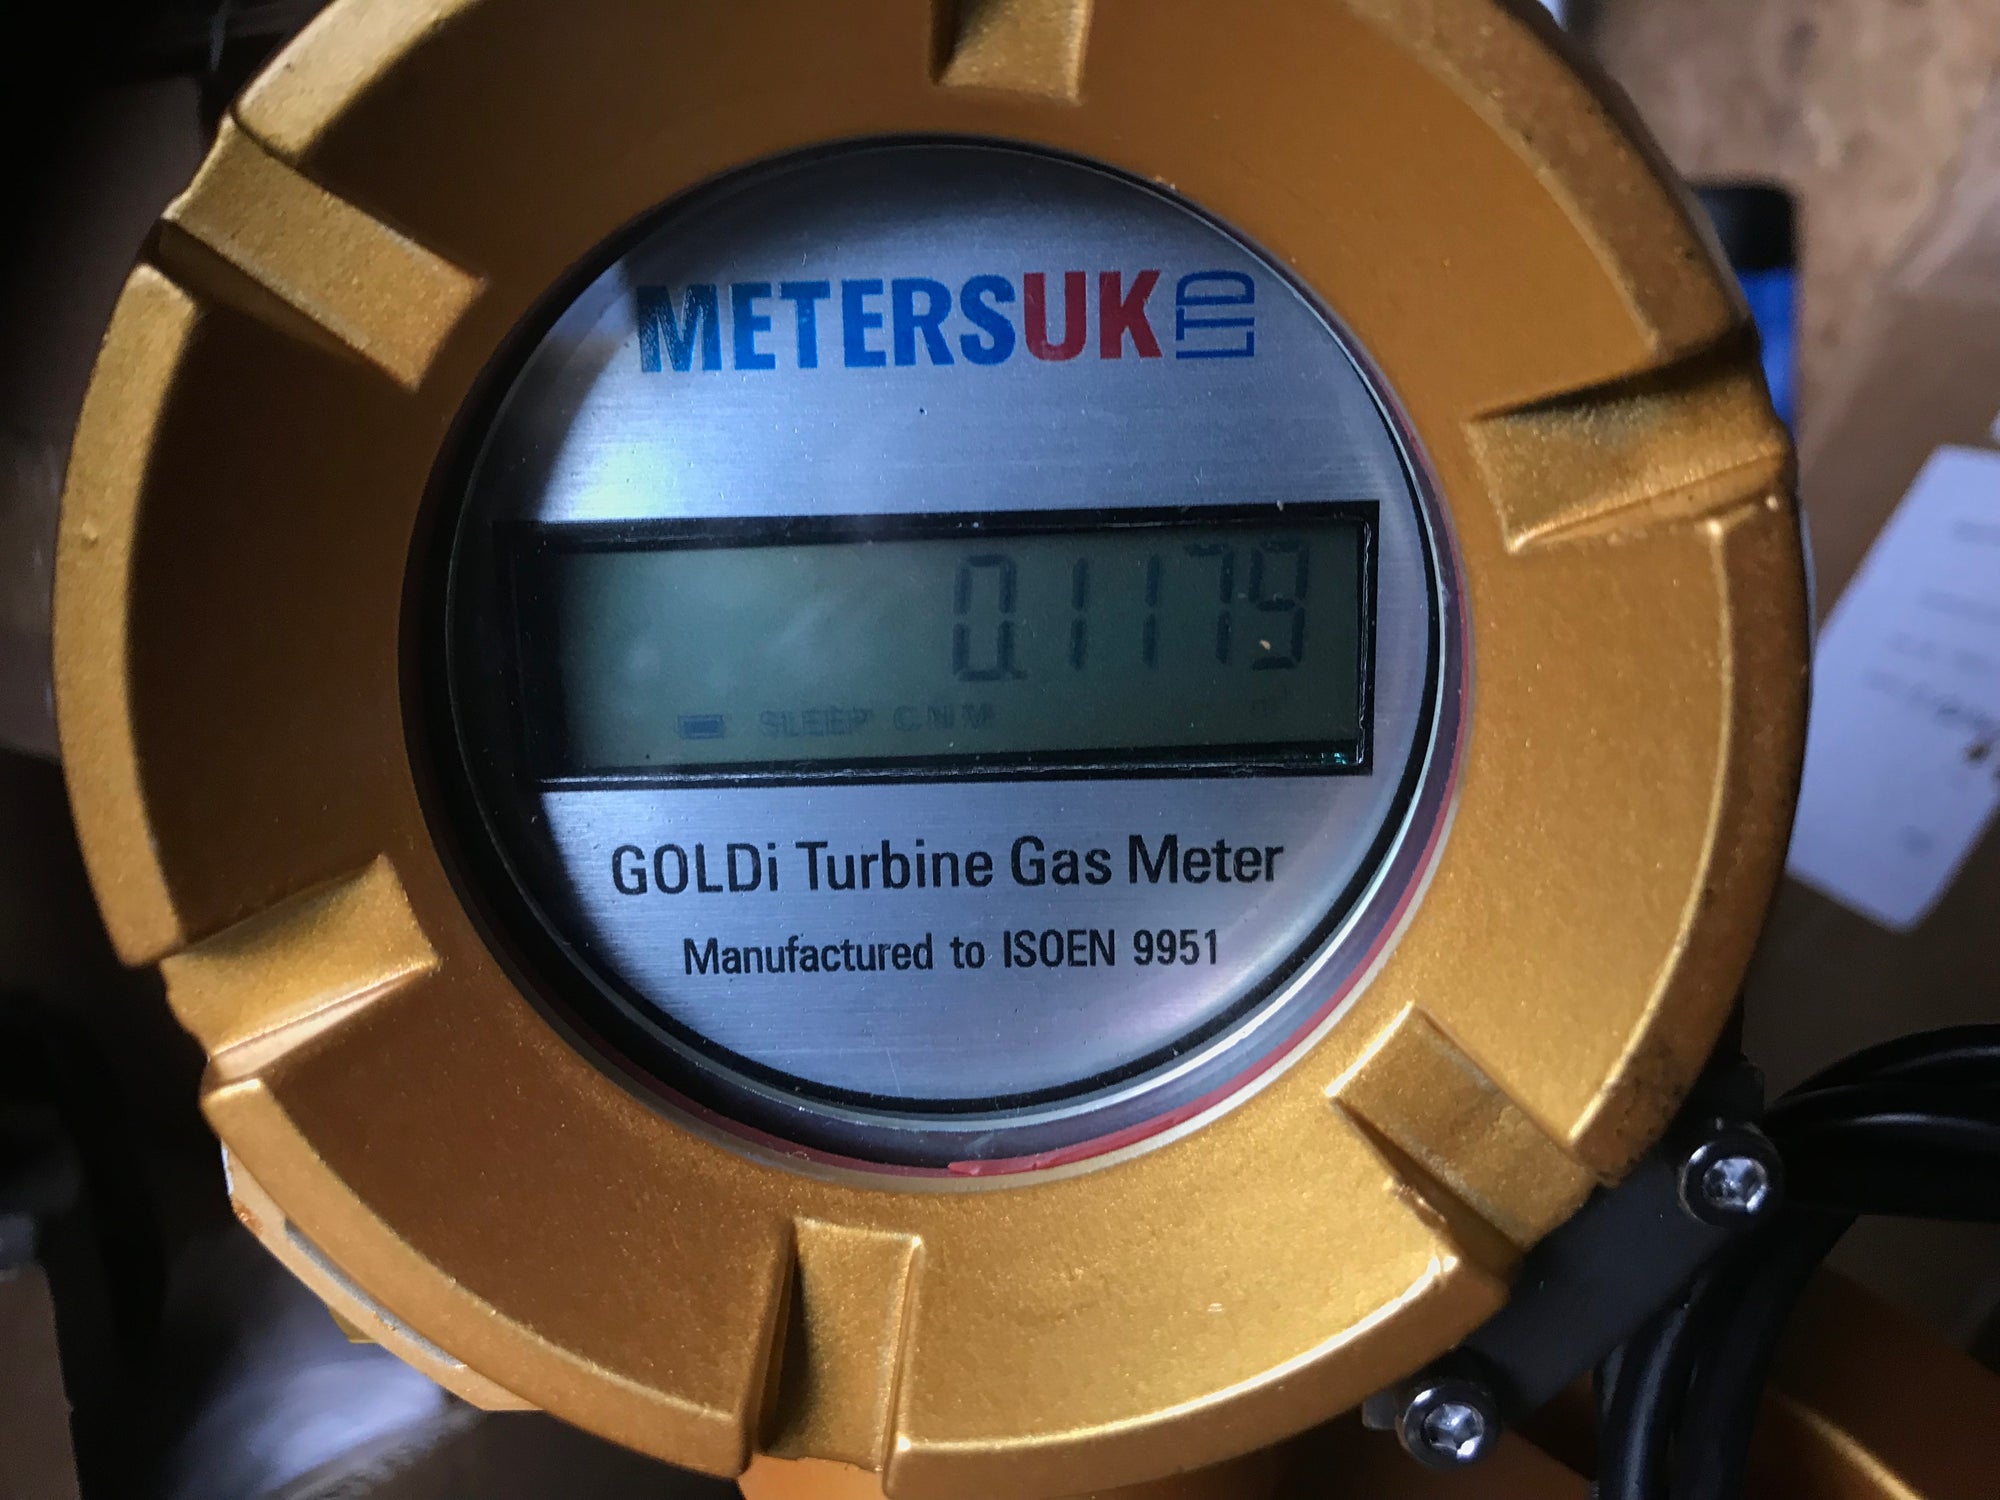 METERSUK LTD
0.1179
SLEEP C.N.M
GOLDi Turbine Gas Meter
Manufactured to ISOEN 9951